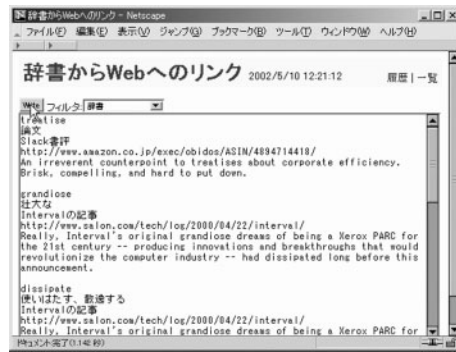 辞書からWebへのリンク - Netscape
ファイル(F) 編集(E) 表示(V) ジャンプ(G) ブックマーク(B) ツール(T) ウィンドウ(W) ヘルプ(H)
辞書からWebへのリンク 2002/5/10 12:21:12 履歴 | 一覧
Write フィルタ: 辞書
treatise
論文
Slack書評
http://www.amazon.co.jp/exec/obidos/ASIN/4894714418/
An irreverent counterpoint to treatises about corporate efficiency.
Brisk, compelling, and hard to put down.
grandiose
壮大な
Intervalの記事
http://www.salon.com/tech/log/2000/04/22/interval/
Really, Interval's original grandiose dreams of being a Xerox PARC for
the 21st century -- producing innovations and breakthroughs that would
revolutionize the computer industry -- had dissipated long before this
announcement.
dissipate
使いはたす、散逸する
Intervalの記事
http://www.salon.com/tech/log/2000/04/22/interval/
Really, Interval's original grandiose dreams of being a Xerox PARC for
ドキュメント完了(1.142 秒)